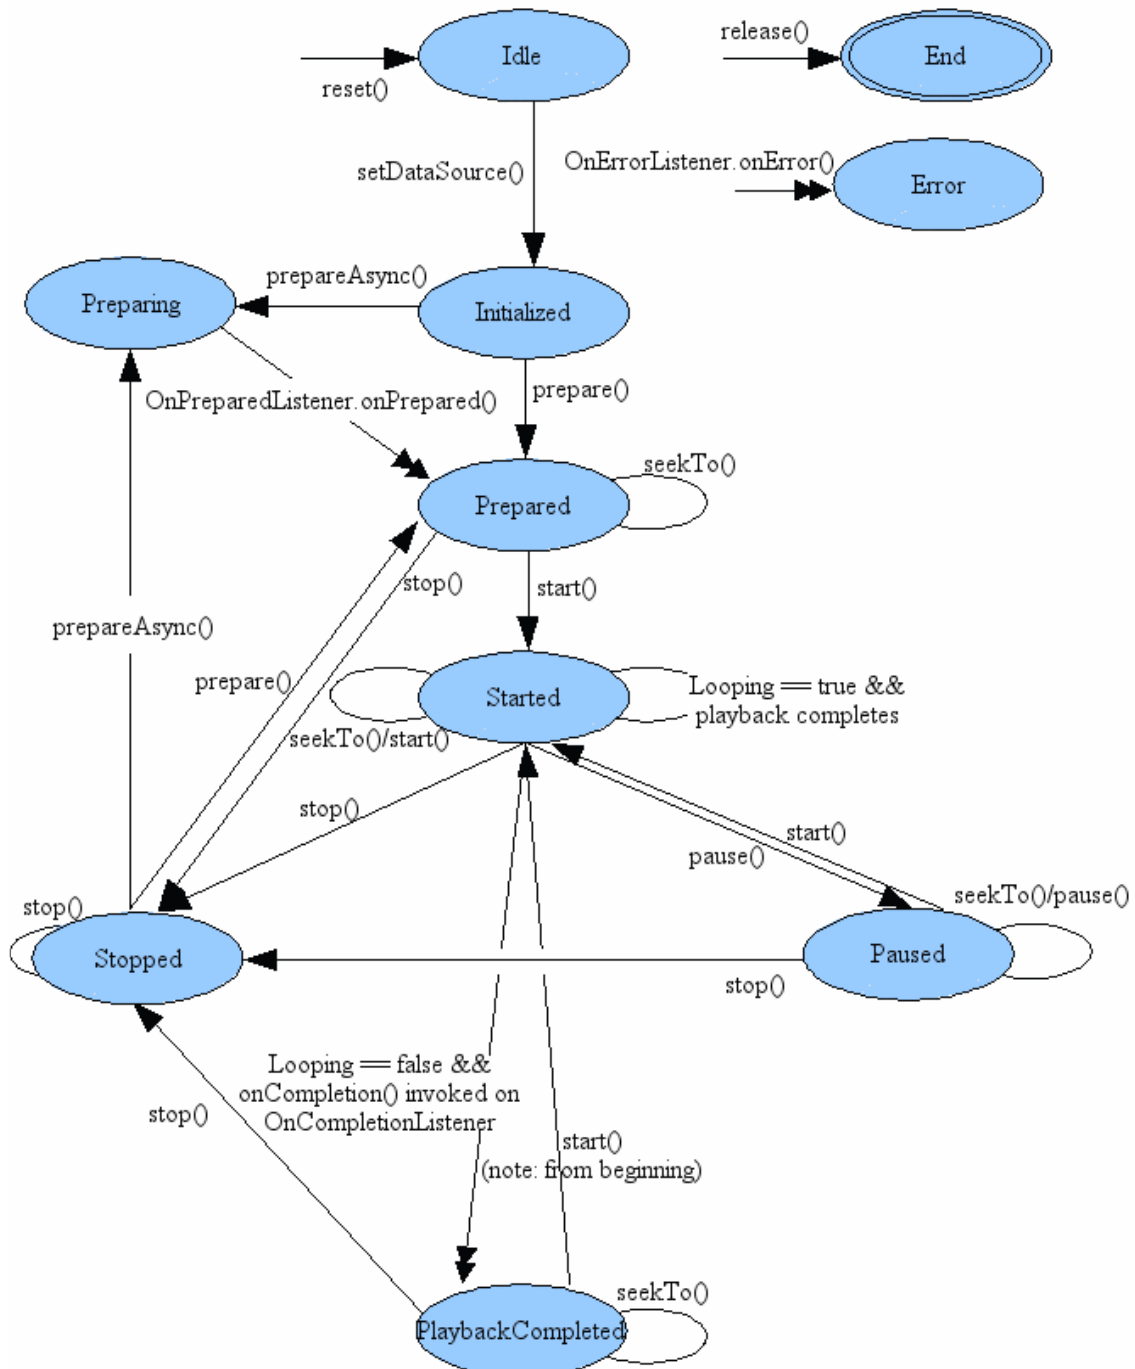 Idle
release()
End
reset()
setDataSource()
OnErrorListener.onError()
Error
prepareAsync()
Preparing
Initialized
OnPreparedListener.onPrepared()
prepare()
seekTo()
Prepared
stop()
start()
prepareAsync()
prepare()
Started
Looping == true &&
playback completes
seekTo()/start()
stop()
start()
pause()
seekTo()/pause()
stop()
Stopped
Paused
stop()
Looping == false &&
onCompletion() invoked on
OnCompletionListener
stop()
start()
(note: from beginning)
seekTo()
PlaybackCompleted